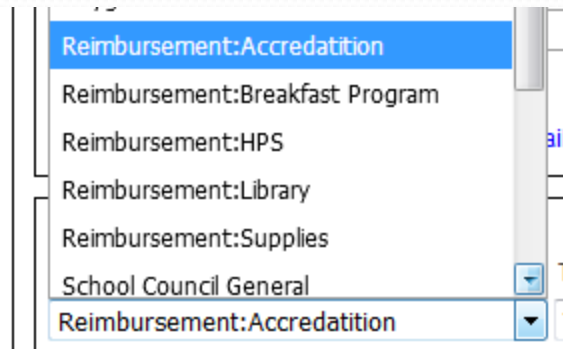 Reimbursement:Accredatition
Reimbursement:Breakfast Program
Reimbursement:HPS
Reimbursement:Library
Reimbursement:Supplies
School Council General
Reimbursement:Accredatition